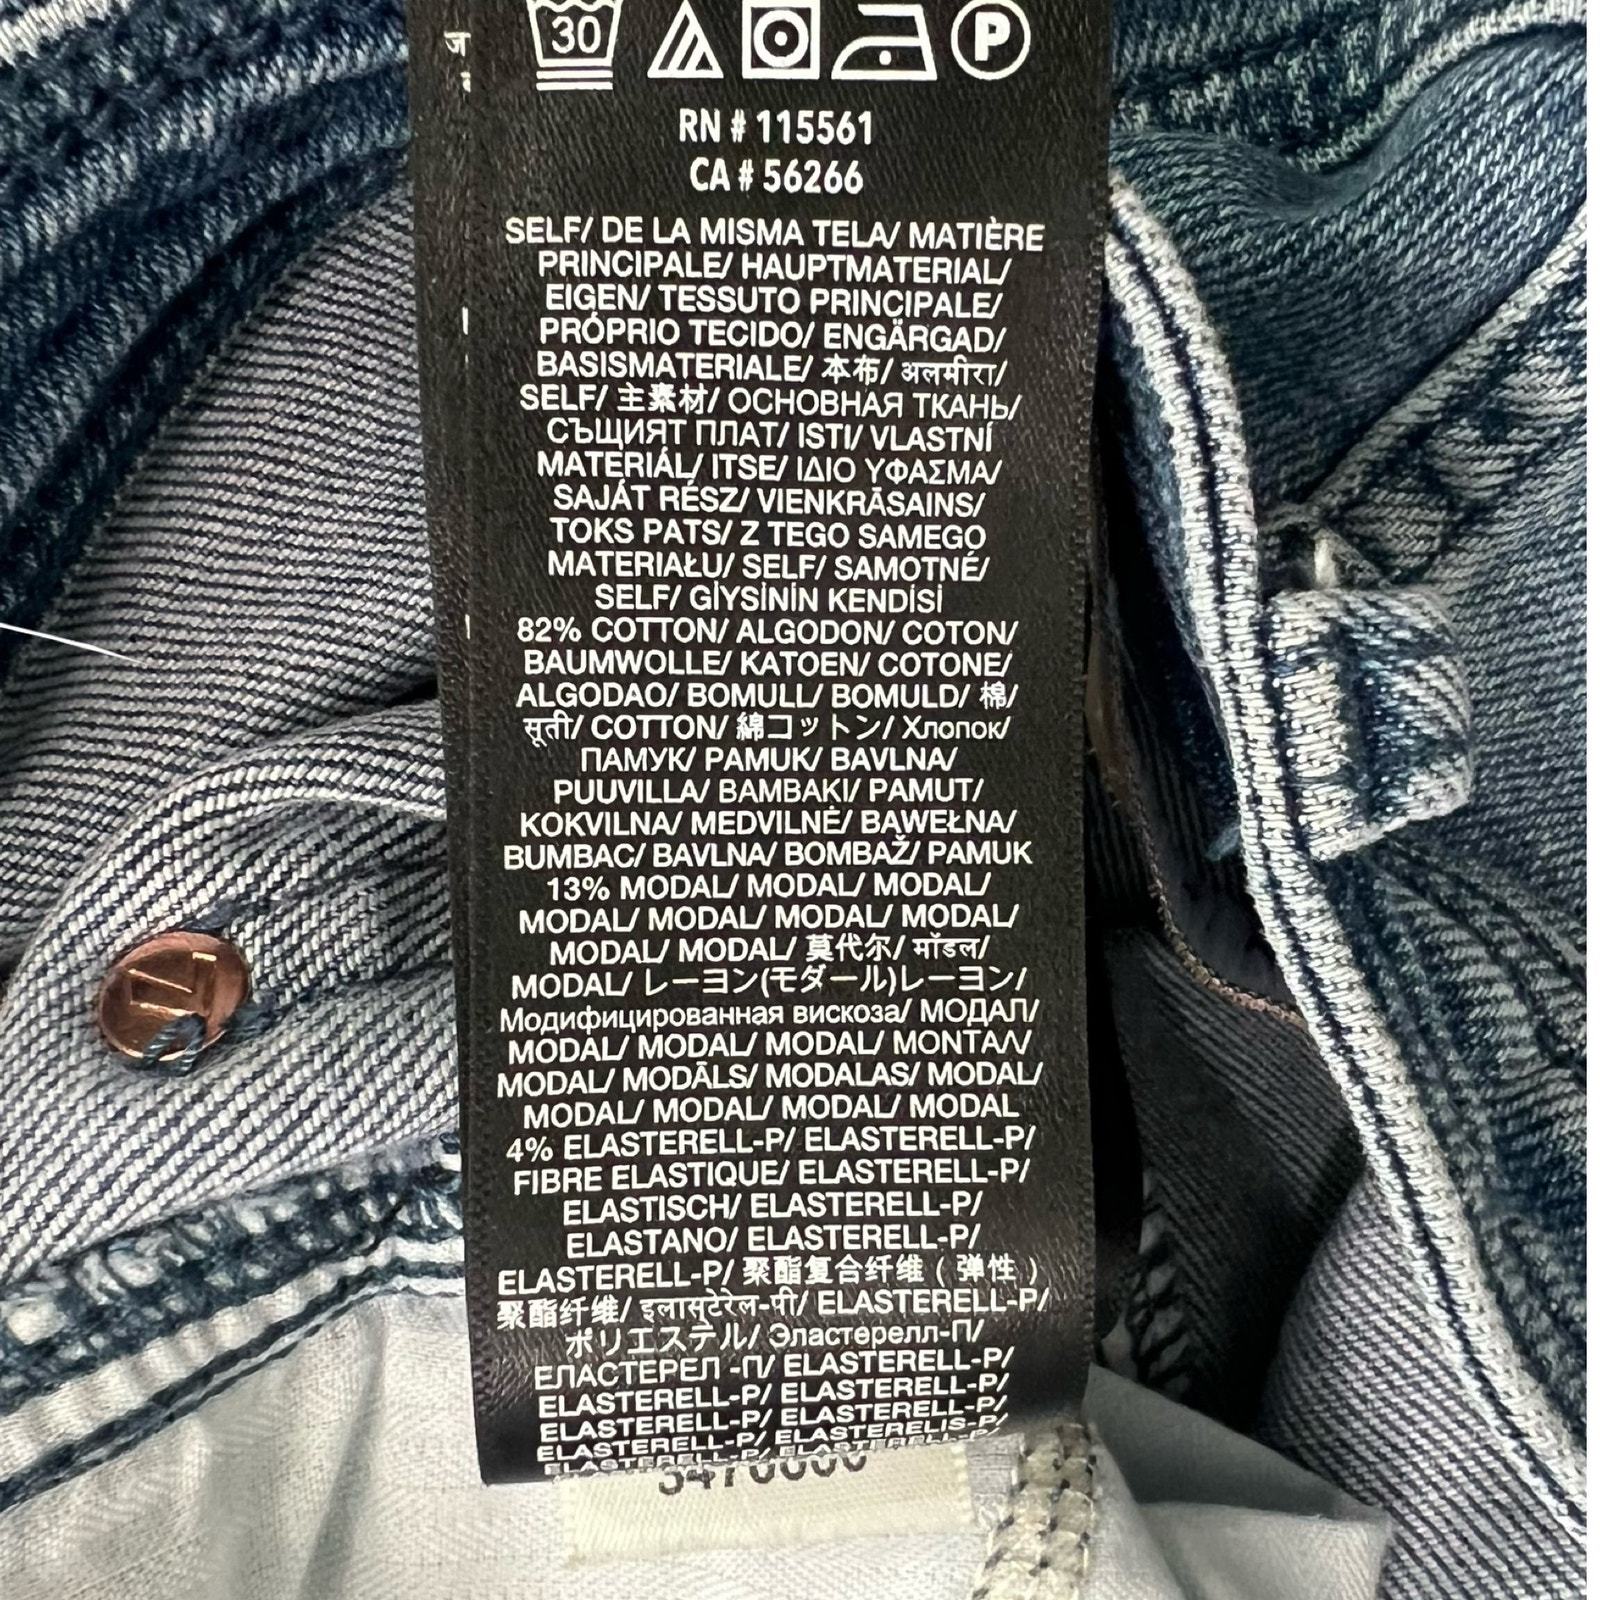 30
P
RN # 115561
CA # 56266
SELF/ DE LA MISMA TELA/ MATIÈRE
PRINCIPALE/ HAUPTMATERIAL/
EIGEN/ TESSUTO PRINCIPALE/
PRÓPRIO TECIDO/ ENGÄRGAD/
BASISMATERIALE/ 本布/ अलमीरा/
SELF/ 主素材/ ОСНОВНАЯ ТКАНЬ/
СЪЩИЯТ ПЛАТ/ ISTI/ VLASTNÍ
MATERIÁL/ ITSE/ ΙΔΙΟ ΥΦΑΣΜΑ/
SAJÁT RÉSZ/ VIENKRĀSAINS/
TOKS PATS/ Z TEGO SAMEGO
MATERIAŁU/ SELF/ SAMOTNÉ/
SELF/ GİYSİNİN KENDİSİ
82% COTTON/ ALGODON/ COTON/
BAUMWOLLE/ KATOEN/ COTONE/
ALGODAO/ BOMULL/ BOMULD/ 棉/
सूती/ COTTON/ 綿コットン/ Хлопок/
ПАМУК/ PAMUK/ BAVLNA/
PUUVILLA/ BAMBAKI/ PAMUT/
KOKVILNA/ MEDVILNĖ/ BAWEŁNA/
BUMBAC/ BAVLNA/ BOMBAŽ/ PAMUK
13% MODAL/ MODAL/ MODAL/
MODAL/ MODAL/ MODAL/ MODAL/
MODAL/ MODAL/ 莫代尔/ मॉडल/
MODAL/ レーヨン(モダール)レーヨン/
Модифицированная вискоза/ МОДАЛ/
MODAL/ MODAL/ MODAL/ ΜΟΝΤΑΛ/
MODAL/ MODĀLS/ MODALAS/ MODAL/
MODAL/ MODAL/ MODAL/ MODAL
4% ELASTERELL-P/ ELASTERELL-P/
FIBRE ELASTIQUE/ ELASTERELL-P/
ELASTISCH/ ELASTERELL-P/
ELASTANO/ ELASTERELL-P/
ELASTERELL-P/ 聚酯复合纤维 ( 弹性 )
聚酯纤维/ इलास्टेरेल-पी/ ELASTERELL-P/
ポリエステル/ Эластерелл-П/
ЕЛАСТЕРЕЛ -П/ ELASTERELL-P/
ELASTERELL-P/ ELASTERELL-P/
ELASTERELL-P/ ELASTERELL-P/
ELASTERELL-P/ ELASTERELIS-P/
ELASTERELL-P/ ELASTERELL-P/